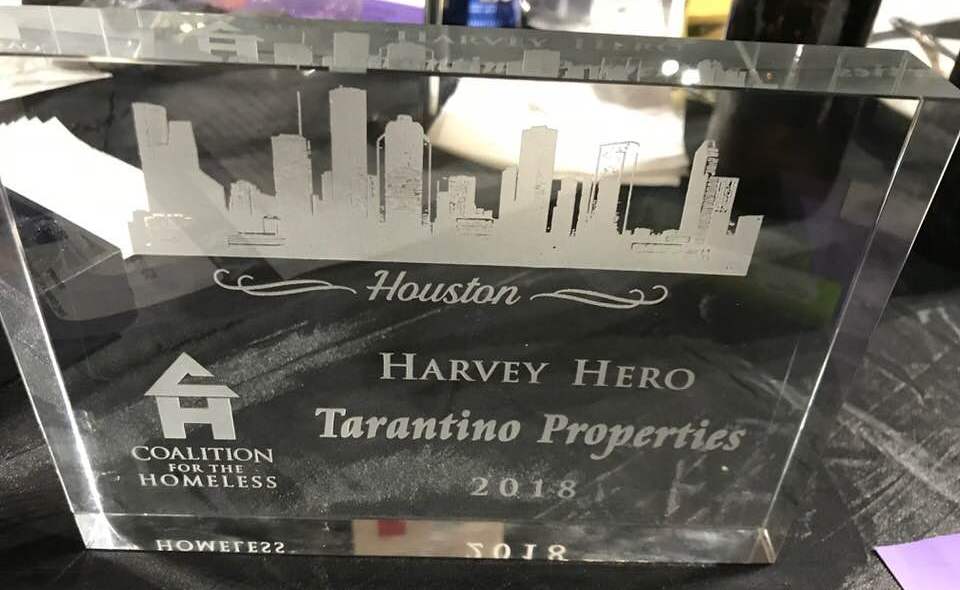 Houston
HARVEY HERO
Tarantino Properties
2018
COALITION
FOR THE
HOMELESS